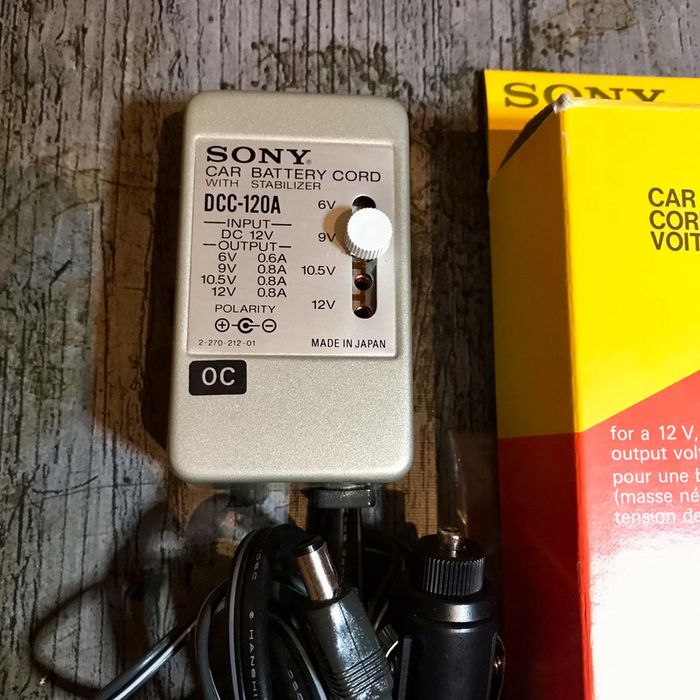 SONY®
CAR BATTERY CORD
WITH STABILIZER
DCC-120A
INPUT
DC 12V
OUTPUT
6V 0.6A
9V 0.8A
10.5V 0.8A
12V 0.8A
POLARITY
+ -
2-270-212-01
6V
9V
10.5V
12V
MADE IN JAPAN
OC
SONY
CAR
COR
VOIT
for a 12 V,
output vol
pour une b
(masse né
tension de
HANSHI